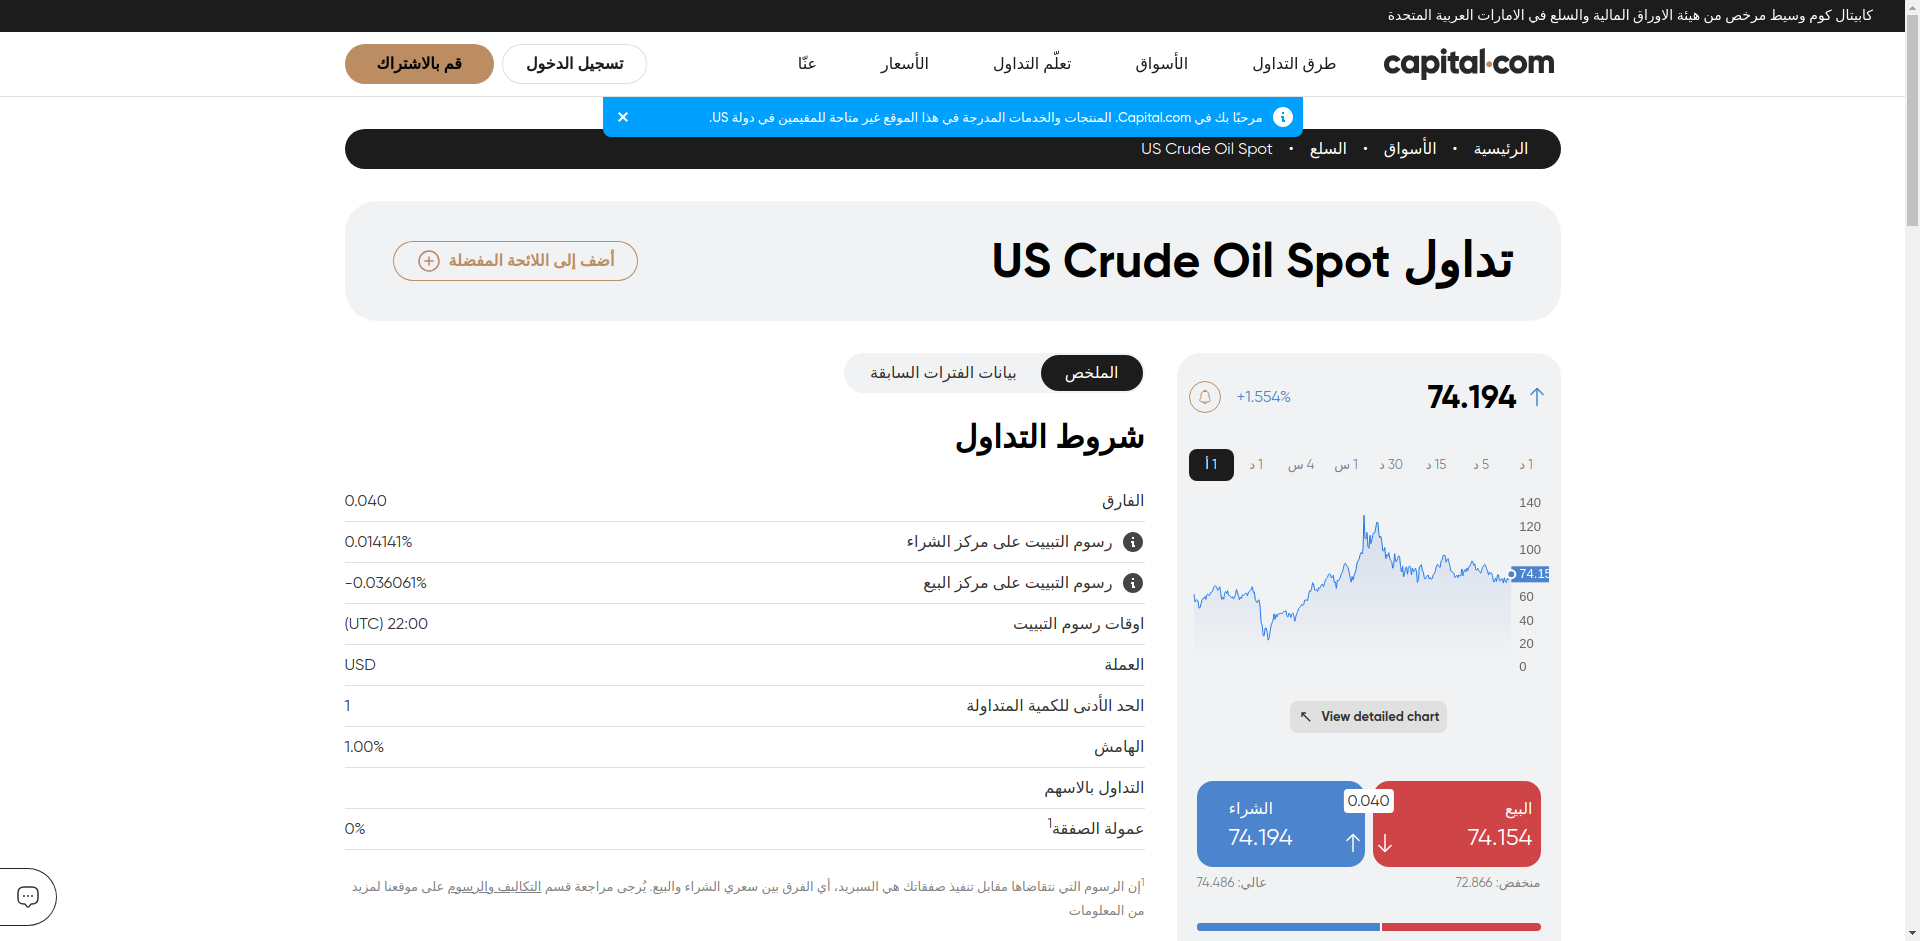 كابيتال كوم وسيط مرخص من هيئة الاوراق المالية والسلع في الامارات العربية المتحدة
capital.com
طرق التداول
الأسواق
تعلّم التداول
الأسعار
عنّا
تسجيل الدخول
قم بالاشتراك
مرحبًا بك في Capital.com. المنتجات والخدمات المدرجة في هذا الموقع غير متاحة للمقيمين في دولة US.
الرئيسية • الأسواق • السلع • US Crude Oil Spot
تداول US Crude Oil Spot
أضف إلى اللائحة المفضلة
74.194
+1.554%
1 د
5 د
15 د
30 د
1 س
4 س
1 د
1 أ
140
120
100
74.15
60
40
20
0
View detailed chart
البيع
74.154
0.040
الشراء
74.194
منخفض: 72.866
عالي: 74.486
الملخص
بيانات الفترات السابقة
شروط التداول
الفارق 0.040
رسوم التبييت على مركز الشراء 0.014141%
رسوم التبييت على مركز البيع -0.036061%
اوقات رسوم التبييت 22:00 (UTC)
العملة USD
الحد الأدنى للكمية المتداولة 1
الهامش 1.00%
التداول بالاسهم
عمولة الصفقة1 0%
1إن الرسوم التي نتقاضاها مقابل تنفيذ صفقاتك هي السبريد، أي الفرق بين سعري الشراء والبيع. يُرجى مراجعة قسم التكاليف والرسوم على موقعنا لمزيد
من المعلومات